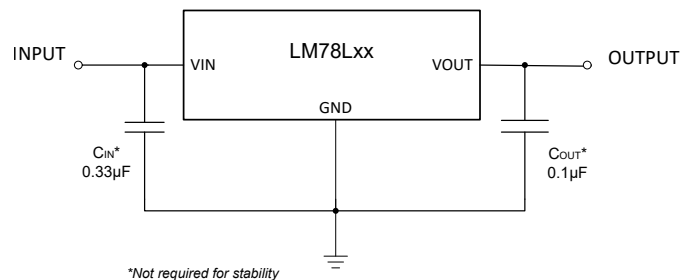 LM78Lxx
INPUT
VIN
VOUT
OUTPUT
GND
CIN*
0.33µF
COUT*
0.1µF
*Not required for stability